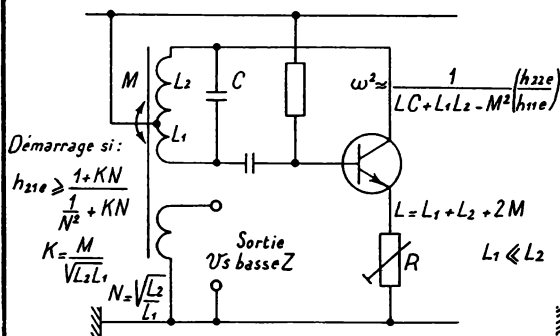 M
L₂
L₁
C
ω² ≈ 1 / (LC + L₁L₂ - M² (h22e / h11e))
Démarrage si:
h21e ⩾ (1 + KN) / (1/N² + KN)
K = M / √(L₂L₁)
N = √(L₂ / L₁)
Sortie
Vs basse Z
L = L₁ + L₂ + 2M
L₁ ≪ L₂
R